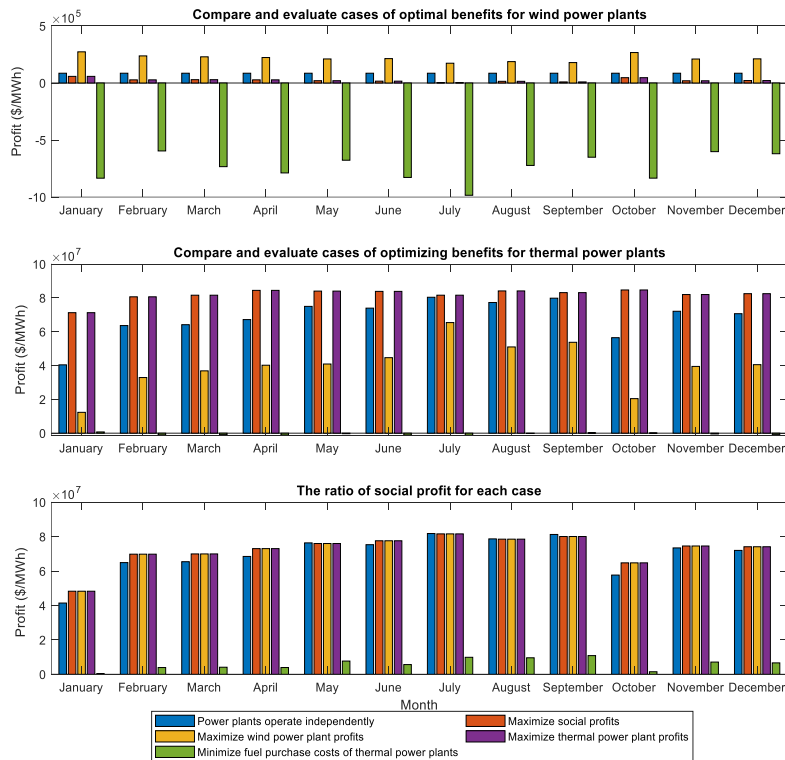 Compare and evaluate cases of optimal benefits for wind power plants
×10^5
5
0
-5
-10
Profit ($/MWh)
January February March April May June July August September October November December
Compare and evaluate cases of optimizing benefits for thermal power plants
×10^7
10
8
6
4
2
0
Profit ($/MWh)
January February March April May June July August September October November December
The ratio of social profit for each case
×10^7
10
8
6
4
2
0
Profit ($/MWh)
January February March April May June July August September October November December
Month
Power plants operate independently
Maximize social profits
Maximize wind power plant profits
Maximize thermal power plant profits
Minimize fuel purchase costs of thermal power plants